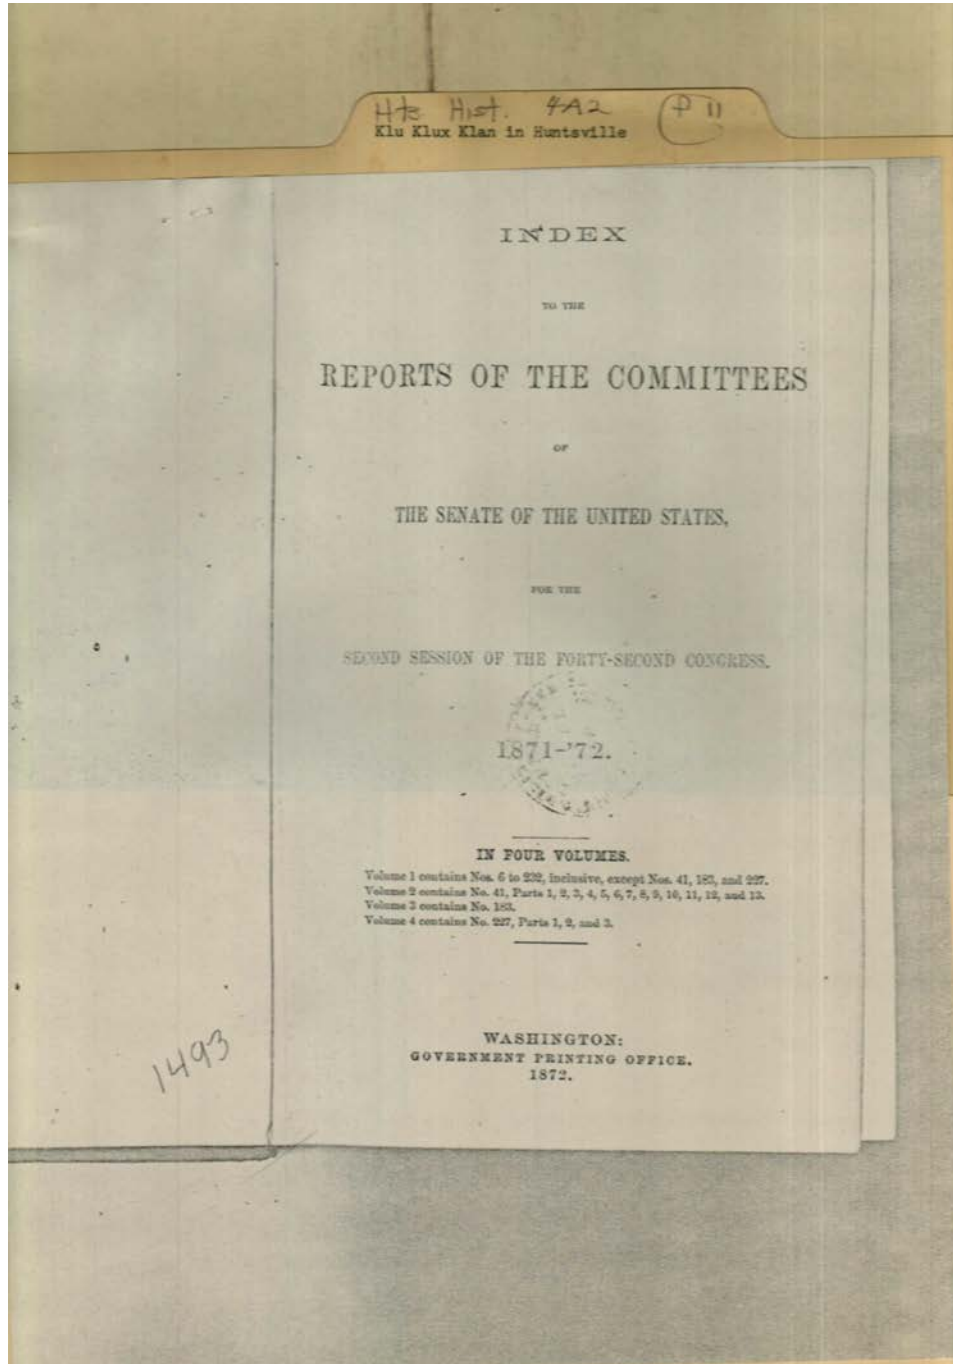 Hts Hist. 4A2 P 11
Klu Klux Klan in Huntsville
INDEX
TO THE
REPORTS OF THE COMMITTEES
OF
THE SENATE OF THE UNITED STATES,
FOR THE
SECOND SESSION OF THE FORTY-SECOND CONGRESS.
1871-'72.
IN FOUR VOLUMES.
Volume 1 contains Nos. 6 to 232, inclusive, except Nos. 41, 183, and 227.
Volume 2 contains No. 41, Parts 1, 2, 3, 4, 5, 6, 7, 8, 9, 10, 11, 12, and 13.
Volume 3 contains No. 183.
Volume 4 contains No. 227, Parts 1, 2, and 3.
1493
WASHINGTON:
GOVERNMENT PRINTING OFFICE.
1872.